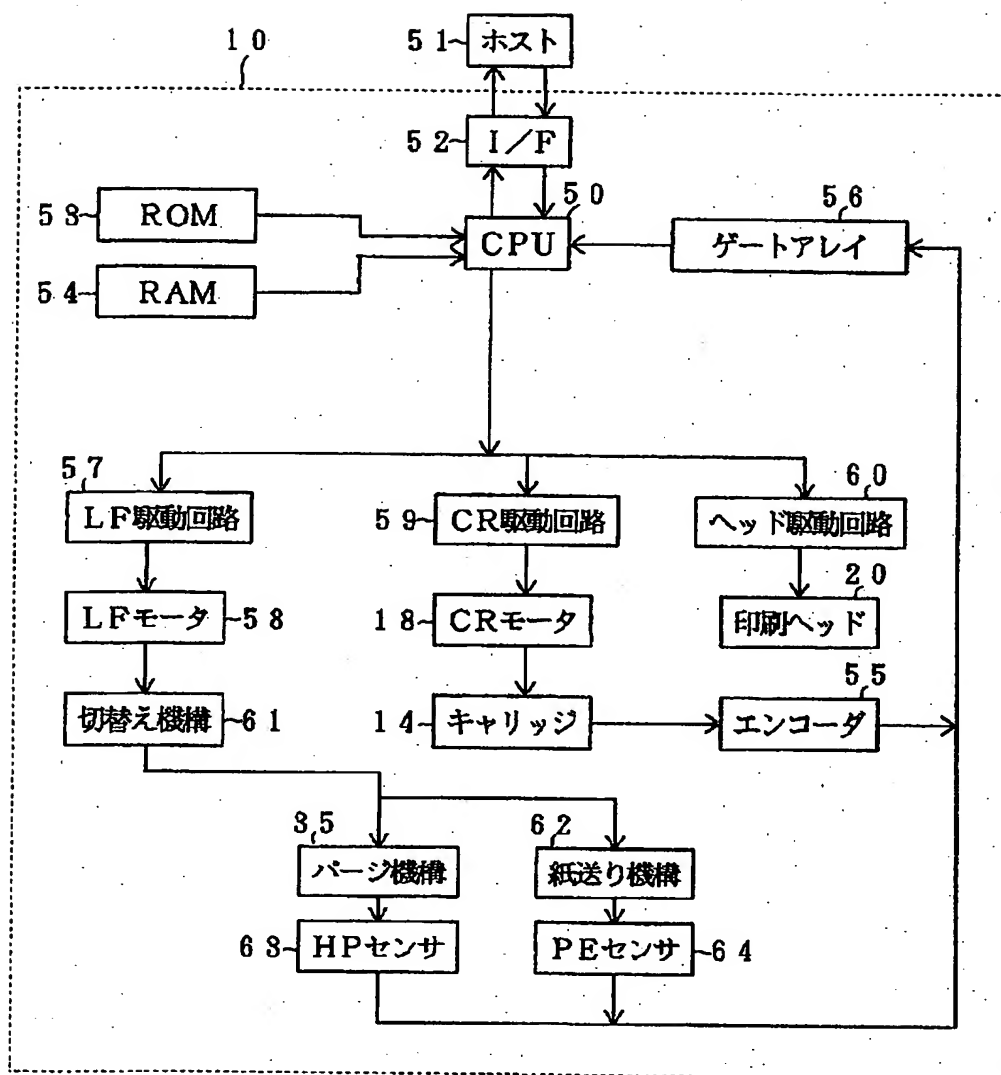 10
51 ホスト
52 I/F
50
CPU
53 ROM
54 RAM
56
ゲートアレイ
57
LF駆動回路
59 CR駆動回路
60
ヘッド駆動回路
LFモータ 58
18 CRモータ
20
印刷ヘッド
切替え機構 61
14 キャリッジ
55
エンコーダ
35
パージ機構
62
紙送り機構
63 HPセンサ
PEセンサ 64